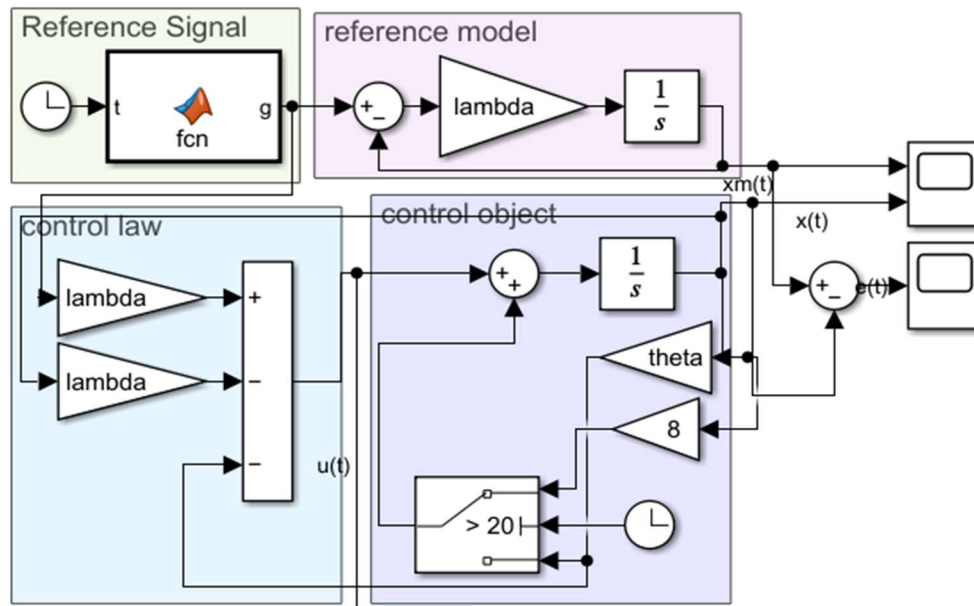 Reference Signal
reference model
t
g
fcn
+
−
lambda
1
s
xm(t)
x(t)
control law
control object
lambda
+
lambda
−
−
u(t)
+
+
1
s
theta
8
> 20
+
−
e(t)